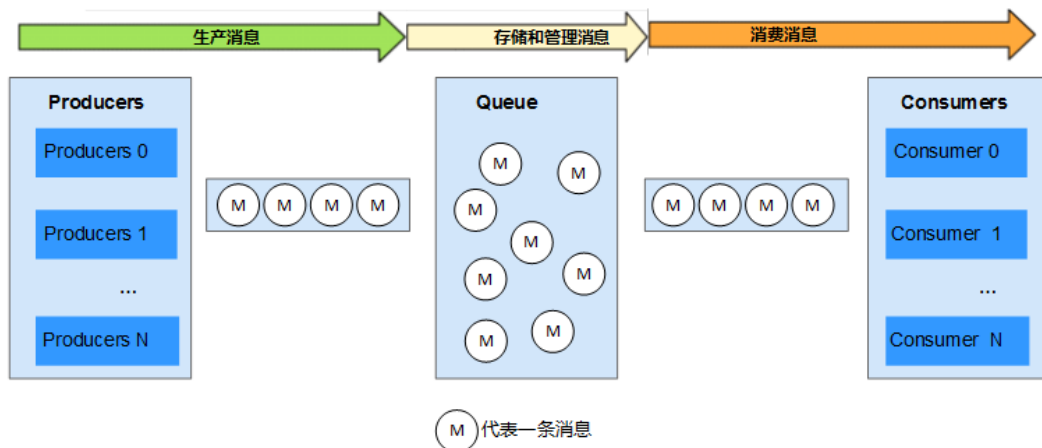 生产消息
存储和管理消息
消费消息
Producers
Producers 0
Producers 1
...
Producers N
M M M M
Queue
M
M
M
M
M
M
M
M
M M M M
Consumers
Consumer 0
Consumer 1
...
Consumer N
M 代表一条消息